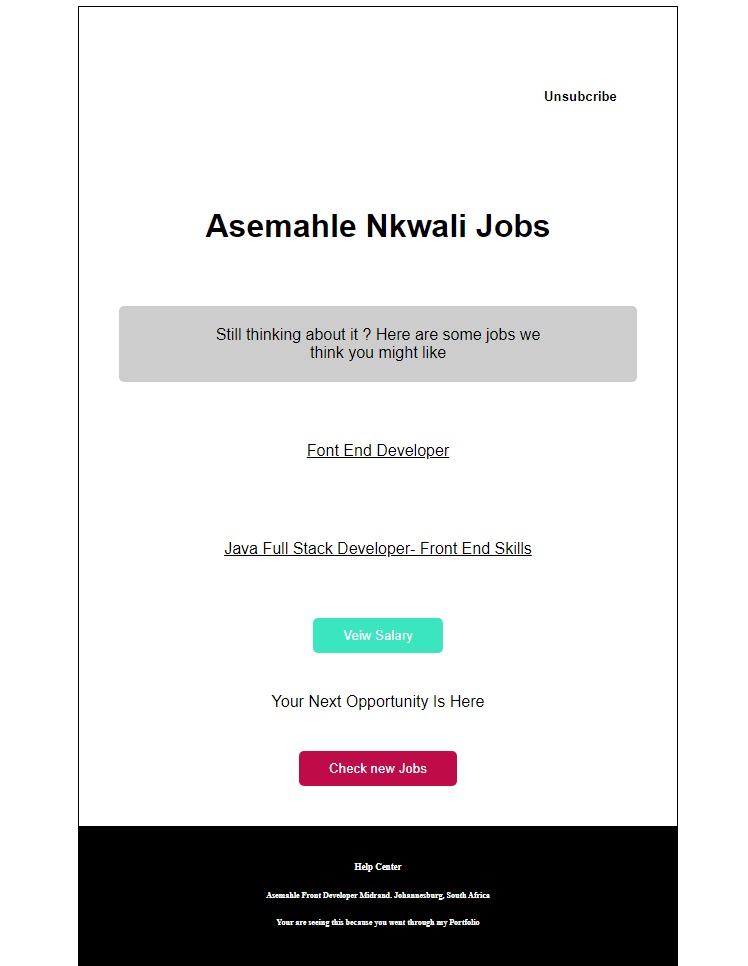 Unsubcribe
Asemahle Nkwali Jobs
Still thinking about it ? Here are some jobs we
think you might like
Font End Developer
Java Full Stack Developer- Front End Skills
Veiw Salary
Your Next Opportunity Is Here
Check new Jobs
Help Center
Asemahle Front Developer Midrand. Johannesburg, South Africa
Your are seeing this because you went through my Portfolio